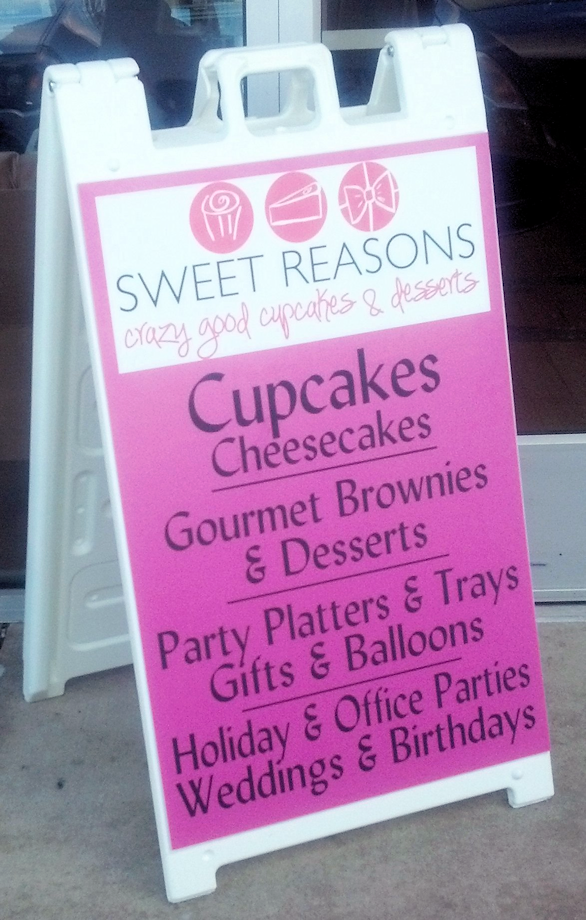 SWEET REASONS
crazy good cupcakes & desserts
Cupcakes
Cheesecakes
Gourmet Brownies
& Desserts
Party Platters & Trays
Gifts & Balloons
Holiday & Office Parties
Weddings & Birthdays